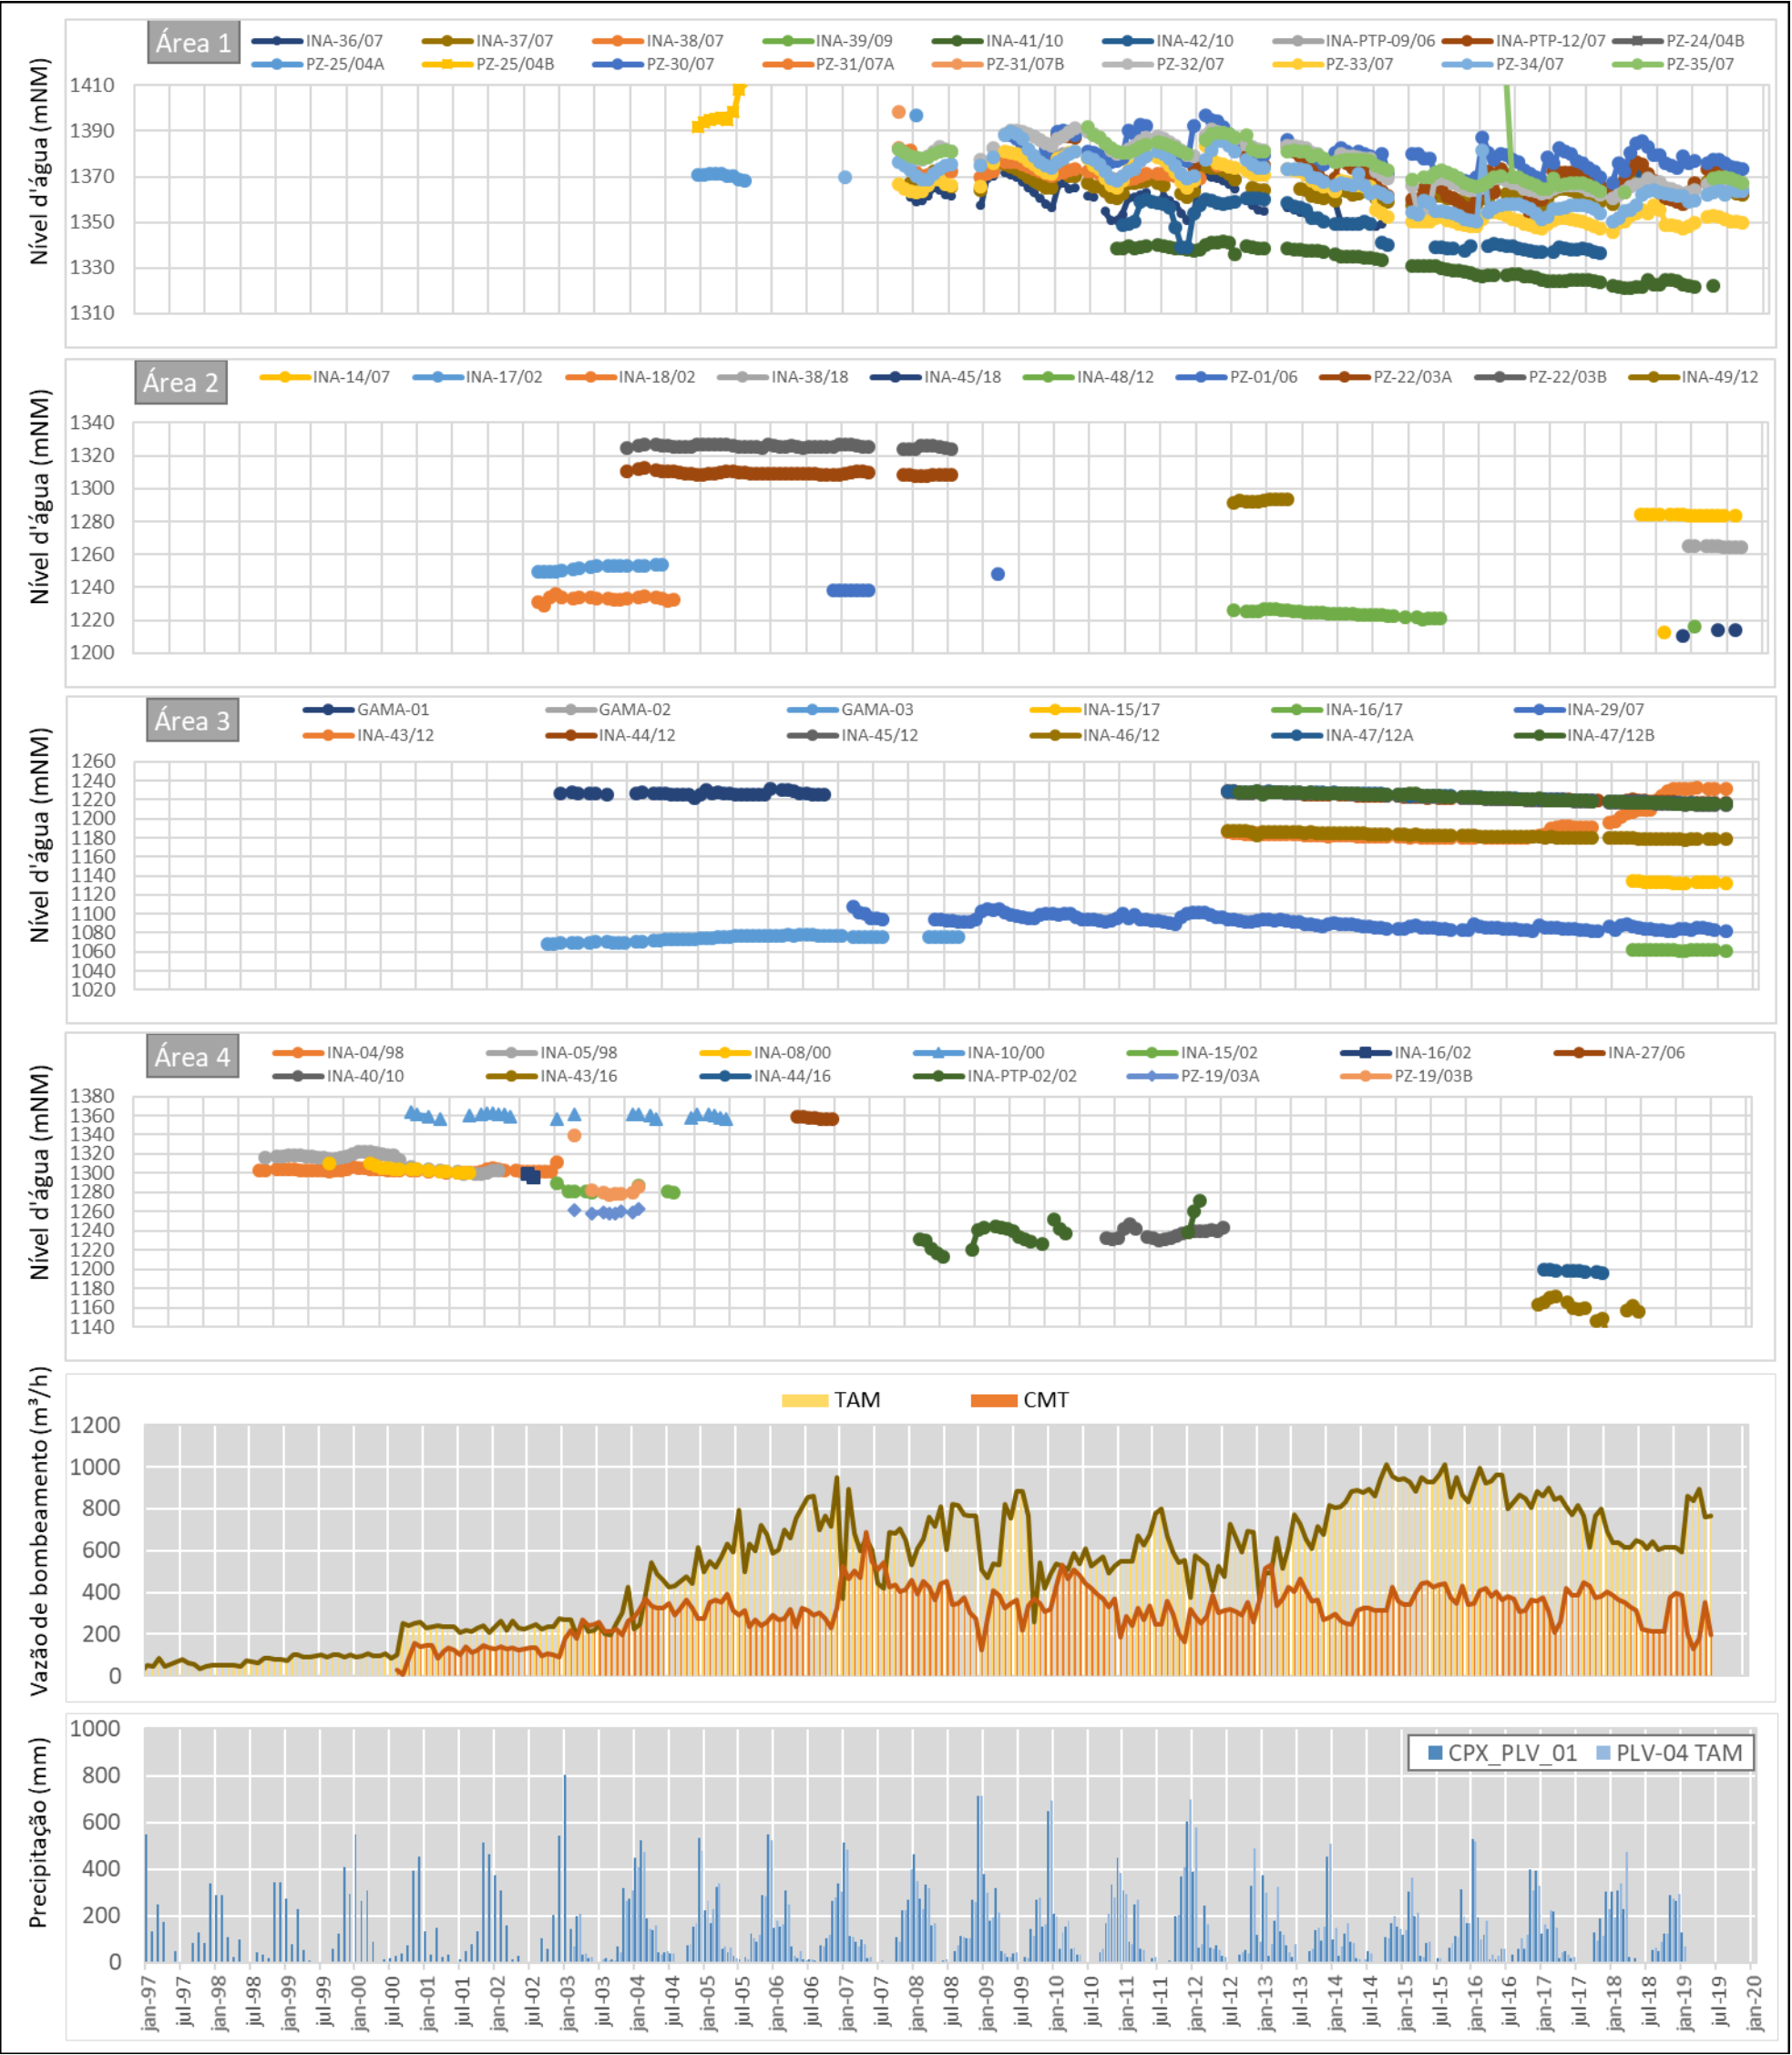 Área 1
INA-36/07 INA-37/07 INA-38/07 INA-39/09 INA-41/10 INA-42/10 INA-PTP-09/06 INA-PTP-12/07 PZ-24/04B
PZ-25/04A PZ-25/04B PZ-30/07 PZ-31/07A PZ-31/07B PZ-32/07 PZ-33/07 PZ-34/07 PZ-35/07
Nível d'água (mNM)
1410
1390
1370
1350
1330
1310
Área 2
INA-14/07 INA-17/02 INA-18/02 INA-38/18 INA-45/18 INA-48/12 PZ-01/06 PZ-22/03A PZ-22/03B INA-49/12
Nível d'água (mNM)
1340
1320
1300
1280
1260
1240
1220
1200
Área 3
GAMA-01 GAMA-02 GAMA-03 INA-15/17 INA-16/17 INA-29/07
INA-43/12 INA-44/12 INA-45/12 INA-46/12 INA-47/12A INA-47/12B
Nível d'água (mNM)
1260
1240
1220
1200
1180
1160
1140
1120
1100
1080
1060
1040
1020
Área 4
INA-04/98 INA-05/98 INA-08/00 INA-10/00 INA-15/02 INA-16/02 INA-27/06
INA-40/10 INA-43/16 INA-44/16 INA-PTP-02/02 PZ-19/03A PZ-19/03B
Nível d'água (mNM)
1380
1360
1340
1320
1300
1280
1260
1240
1220
1200
1180
1160
1140
TAM CMT
Vazão de bombeamento (m³/h)
1200
1000
800
600
400
200
0
CPX_PLV_01 PLV-04 TAM
Precipitação (mm)
1000
800
600
400
200
0
jan-97 jul-97 jan-98 jul-98 jan-99 jul-99 jan-00 jul-00 jan-01 jul-01 jan-02 jul-02 jan-03 jul-03 jan-04 jul-04 jan-05 jul-05 jan-06 jul-06 jan-07 jul-07 jan-08 jul-08 jan-09 jul-09 jan-10 jul-10 jan-11 jul-11 jan-12 jul-12 jan-13 jul-13 jan-14 jul-14 jan-15 jul-15 jan-16 jul-16 jan-17 jul-17 jan-18 jul-18 jan-19 jul-19 jan-20